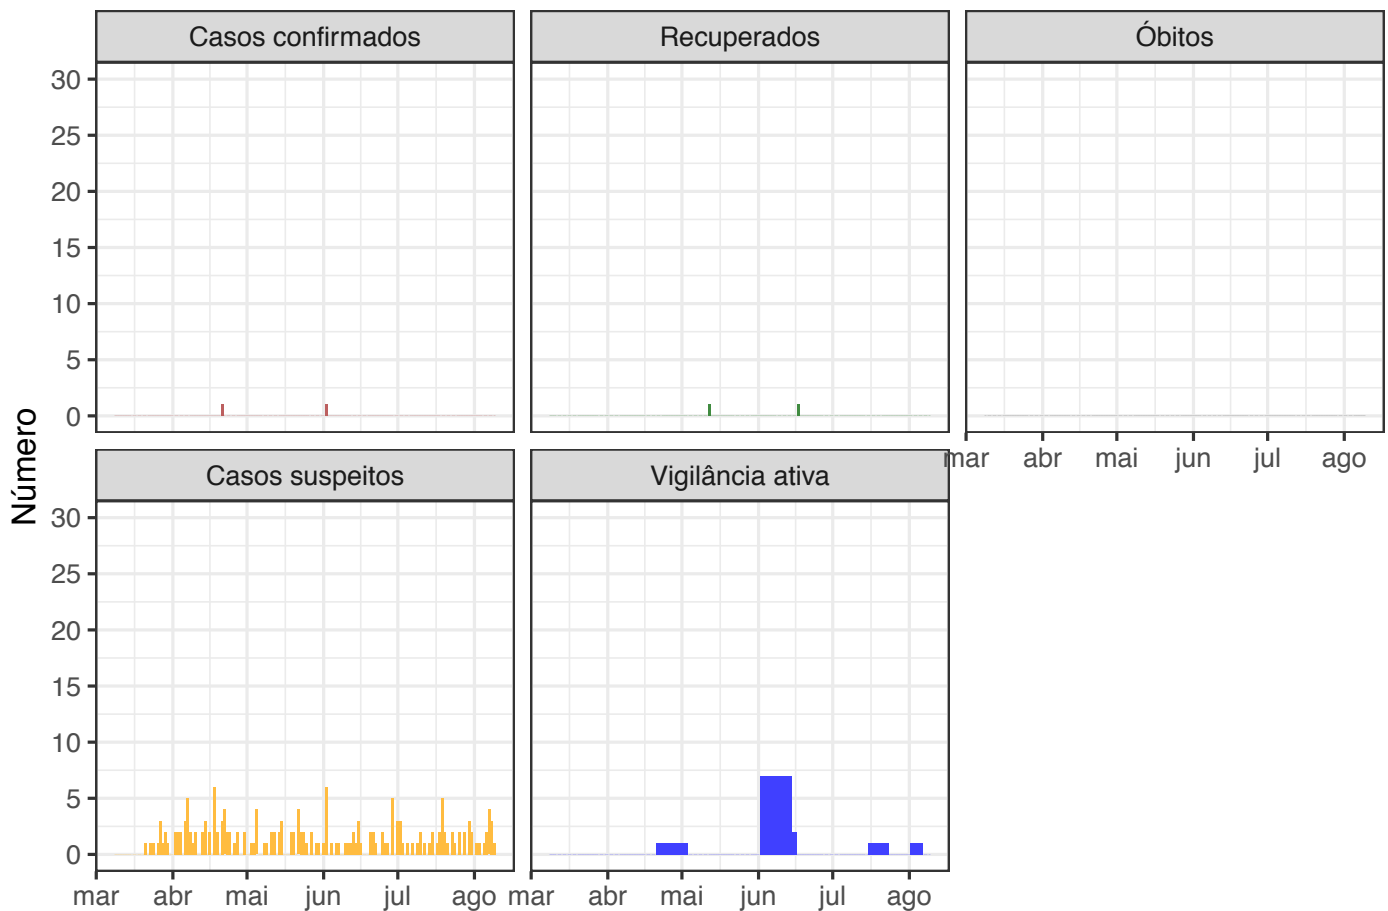 Casos confirmados
Recuperados
Óbitos
30
25
20
15
10
5
0
mar abr mai jun jul ago
Número
Casos suspeitos
Vigilância ativa
30
25
20
15
10
5
0
mar abr mai jun jul ago
mar abr mai jun jul ago